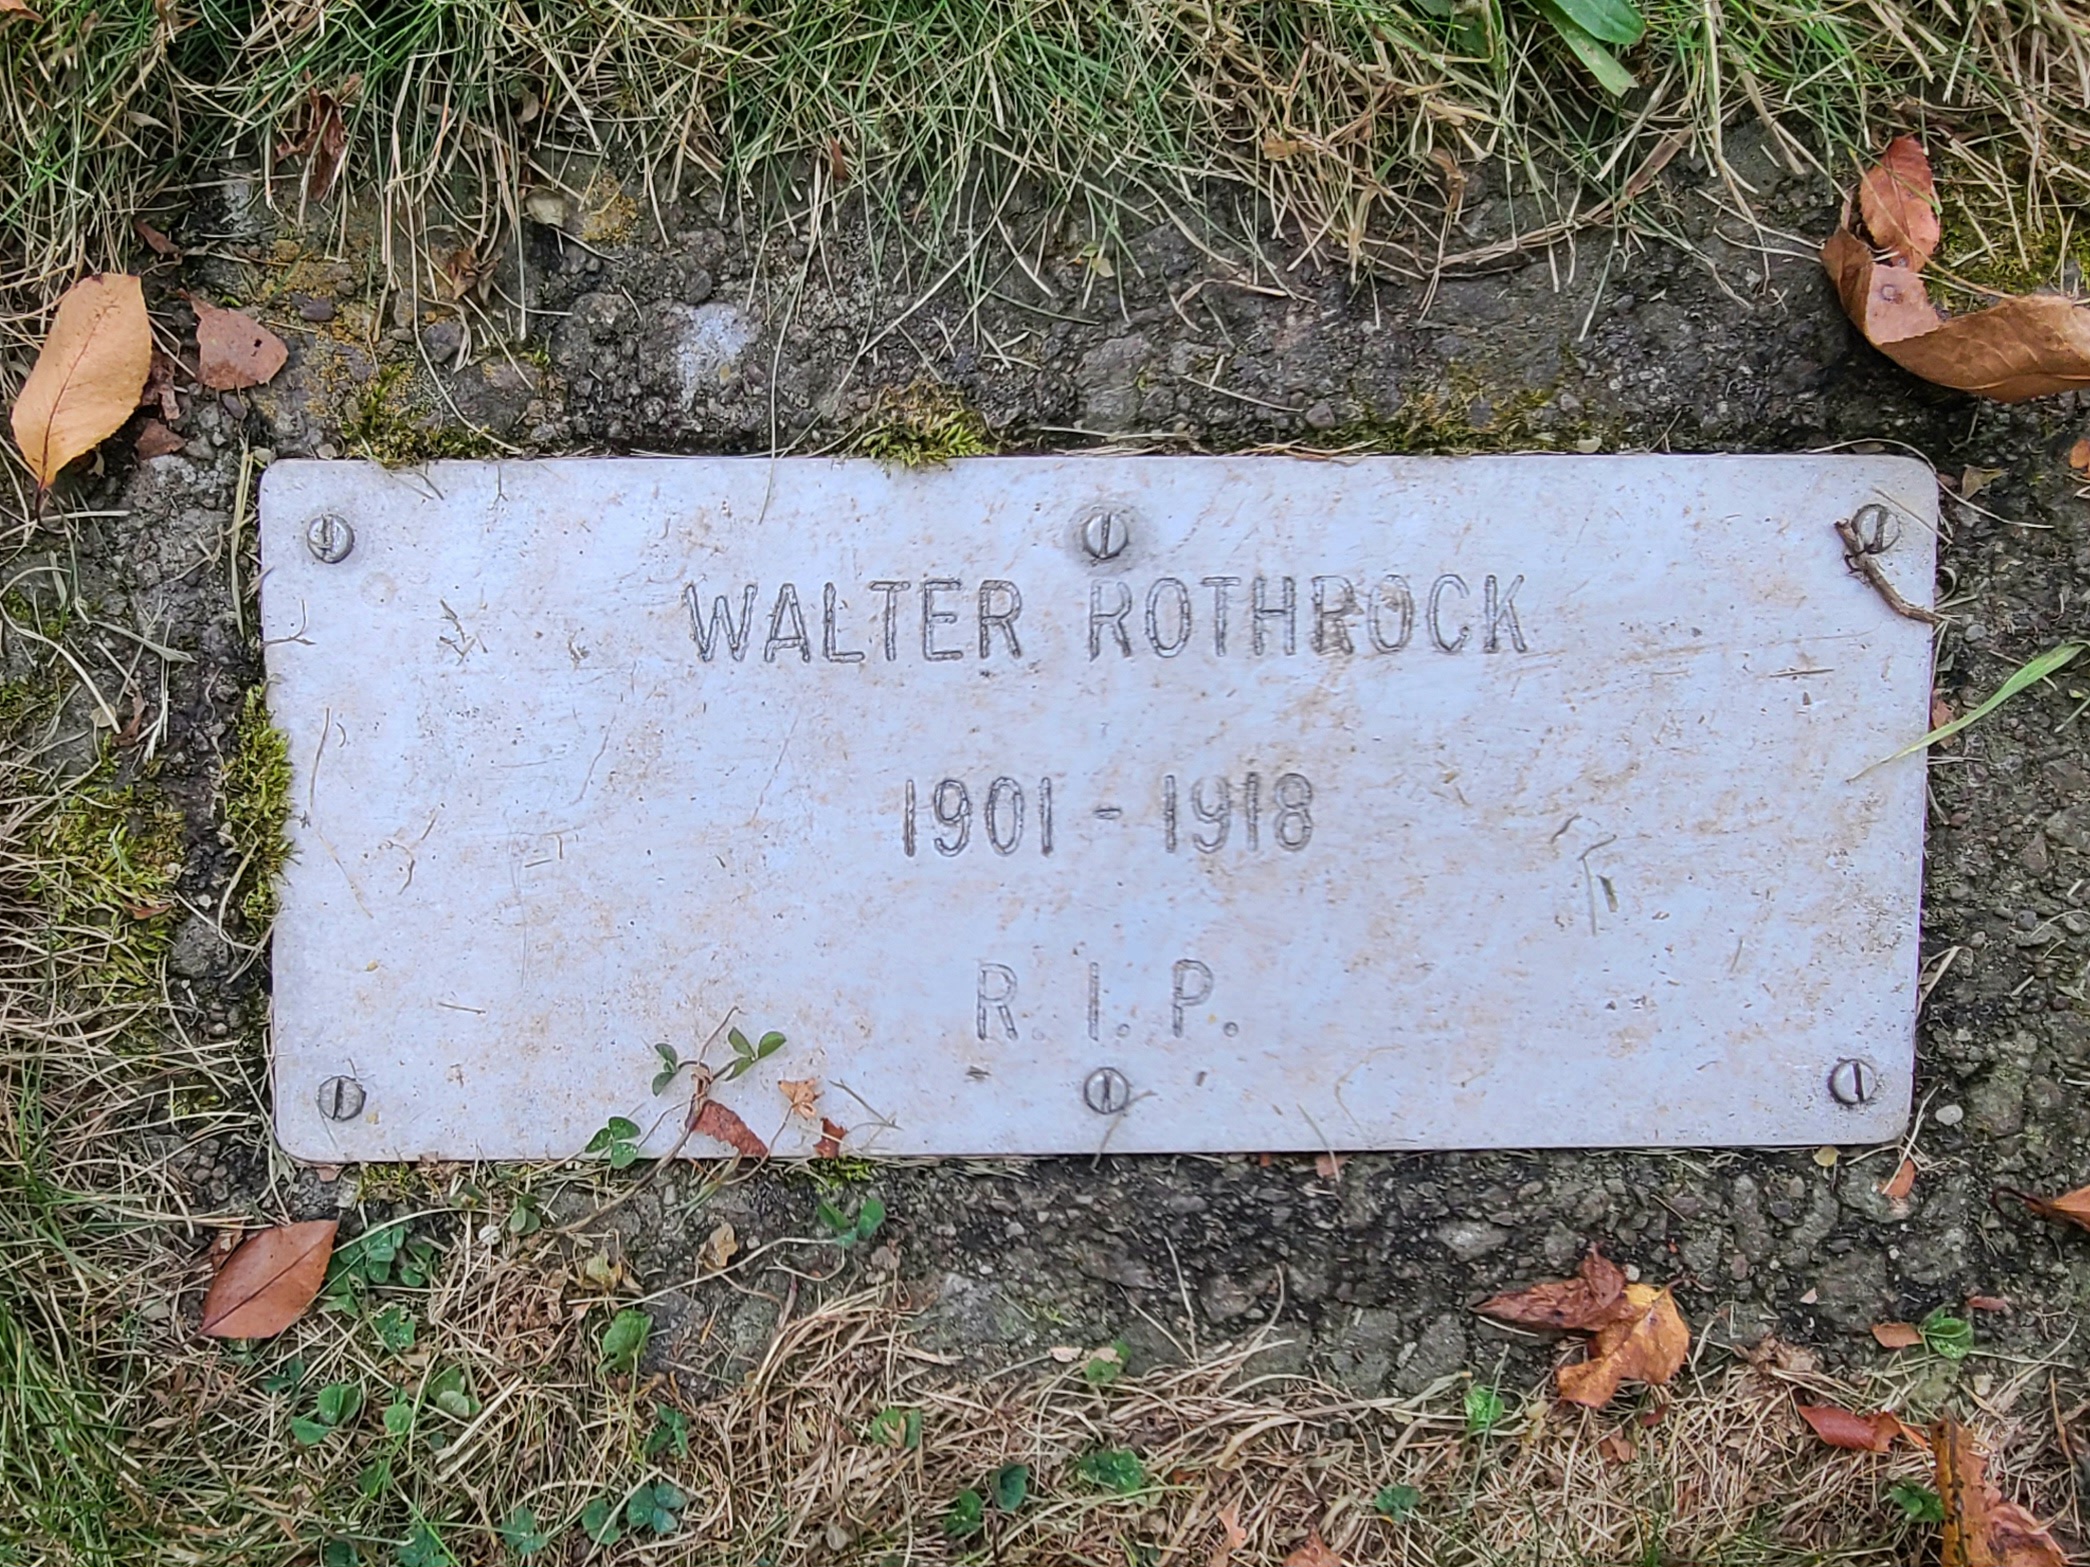 WALTER ROTHROCK
1901 - 1918
R. I. P.